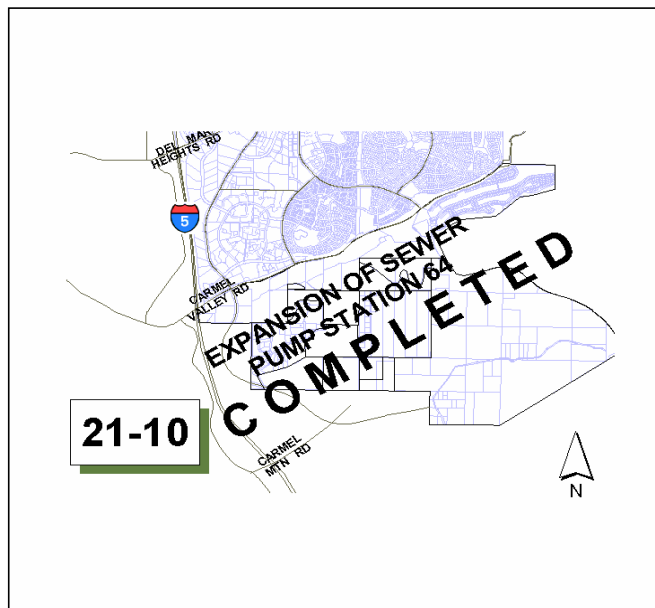 DEL MAR
HEIGHTS RD
5
CARMEL
VALLEY RD
EXPANSION OF SEWER
PUMP STATION 64
COMPLETED
21-10
CARMEL
MTN RD
N